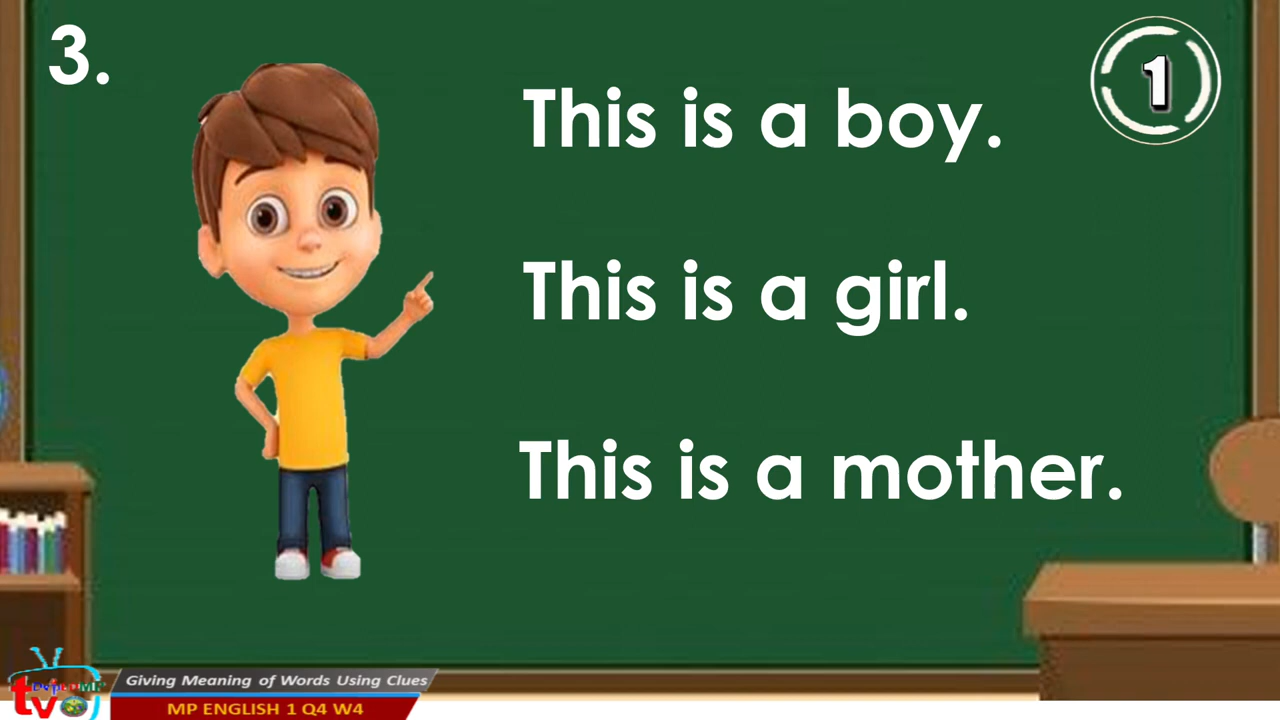 3.
1
This is a boy.
This is a girl.
This is a mother.
Giving Meaning of Words Using Clues
MP ENGLISH 1 Q4 W4
tv